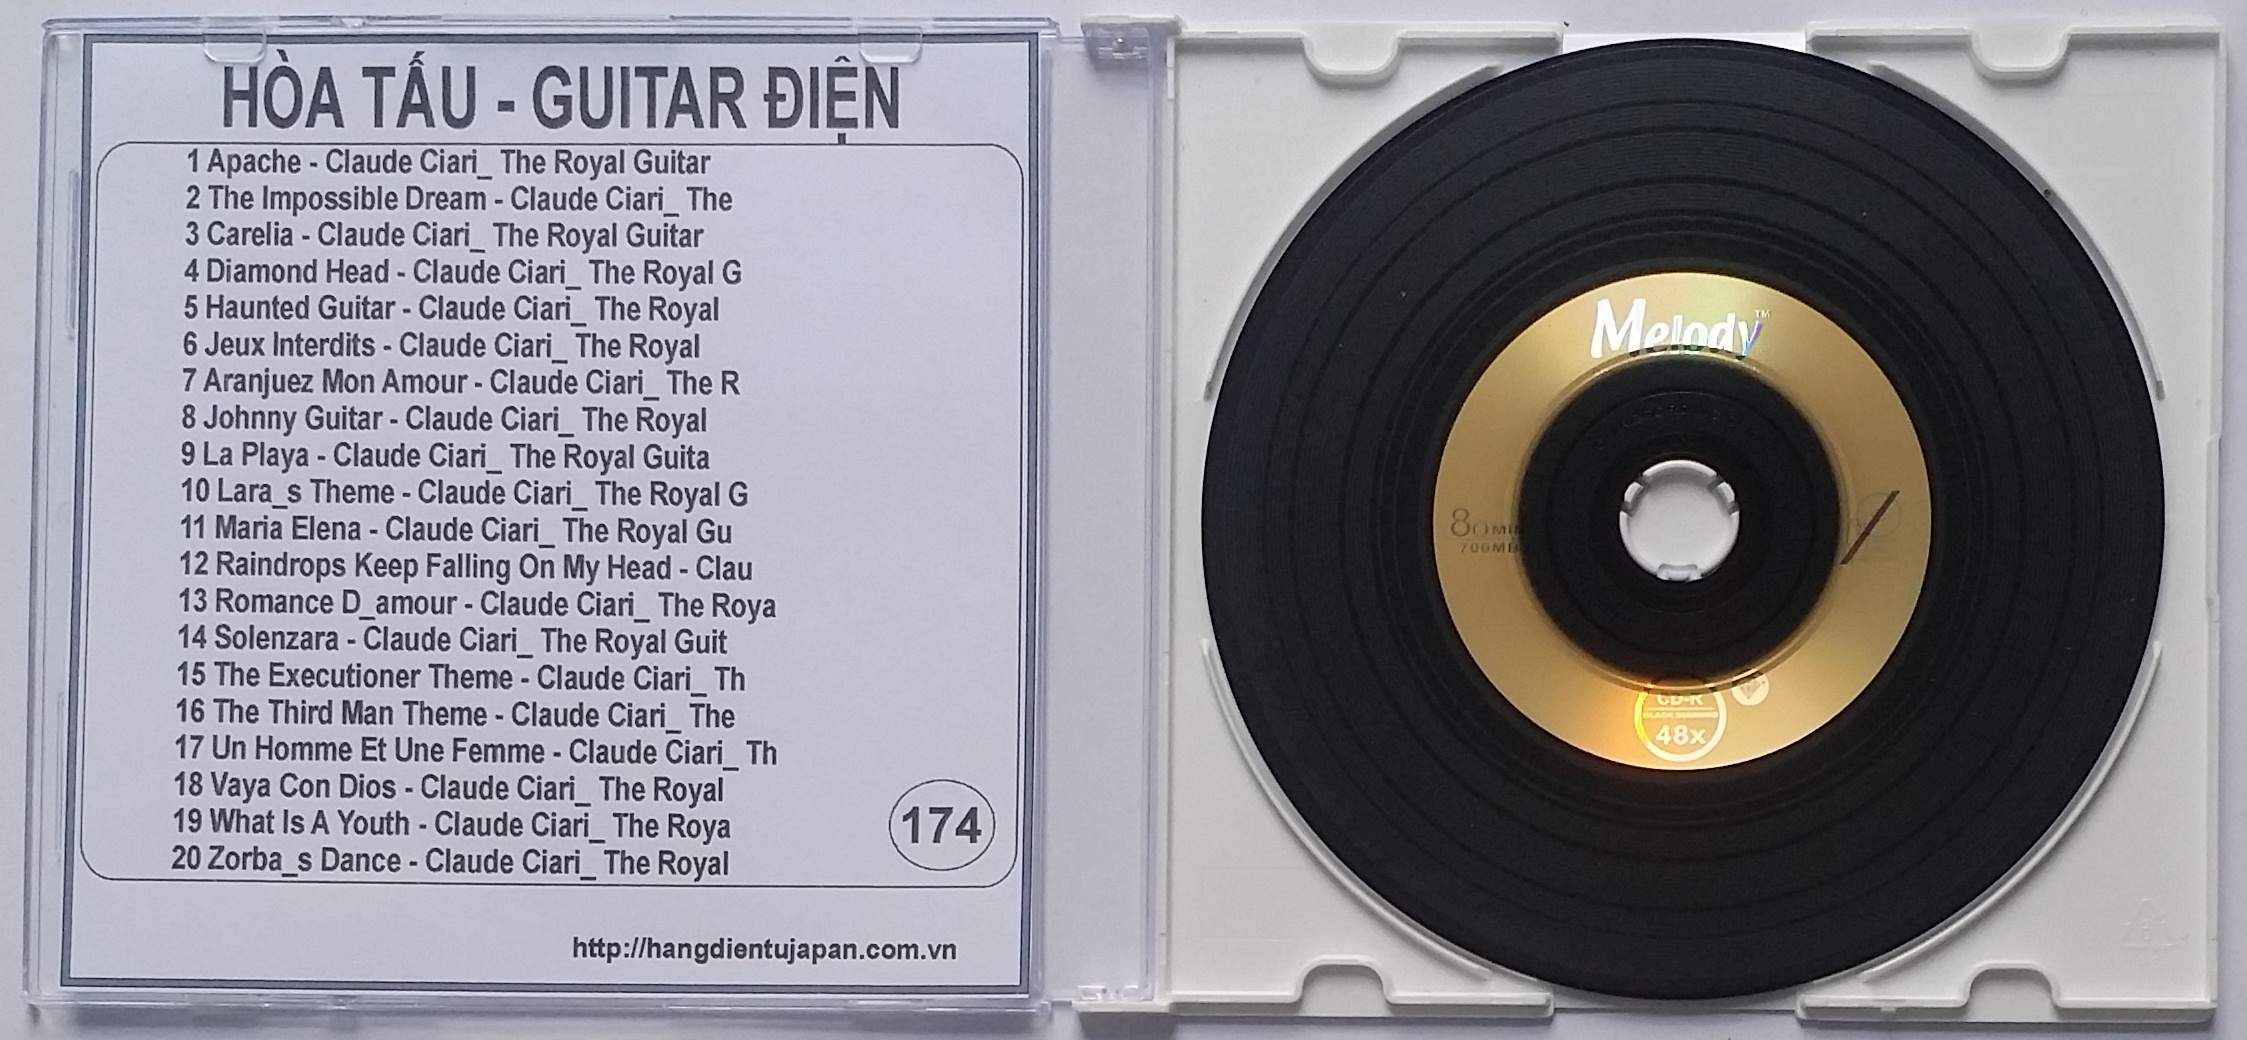 HÒA TẤU - GUITAR ĐIỆN
1 Apache - Claude Ciari_ The Royal Guitar
2 The Impossible Dream - Claude Ciari_ The
3 Carelia - Claude Ciari_ The Royal Guitar
4 Diamond Head - Claude Ciari_ The Royal G
5 Haunted Guitar - Claude Ciari_ The Royal
6 Jeux Interdits - Claude Ciari_ The Royal
7 Aranjuez Mon Amour - Claude Ciari_ The R
8 Johnny Guitar - Claude Ciari_ The Royal
9 La Playa - Claude Ciari_ The Royal Guita
10 Lara_s Theme - Claude Ciari_ The Royal G
11 Maria Elena - Claude Ciari_ The Royal Gu
12 Raindrops Keep Falling On My Head - Clau
13 Romance D_amour - Claude Ciari_ The Roya
14 Solenzara - Claude Ciari_ The Royal Guit
15 The Executioner Theme - Claude Ciari_ Th
16 The Third Man Theme - Claude Ciari_ The
17 Un Homme Et Une Femme - Claude Ciari_ Th
18 Vaya Con Dios - Claude Ciari_ The Royal
19 What Is A Youth - Claude Ciari_ The Roya
20 Zorba_s Dance - Claude Ciari_ The Royal
174
http://hangdientujapan.com.vn
Melody™
80MIN
700MB
CD-R
BLACK DIAMOND
48x